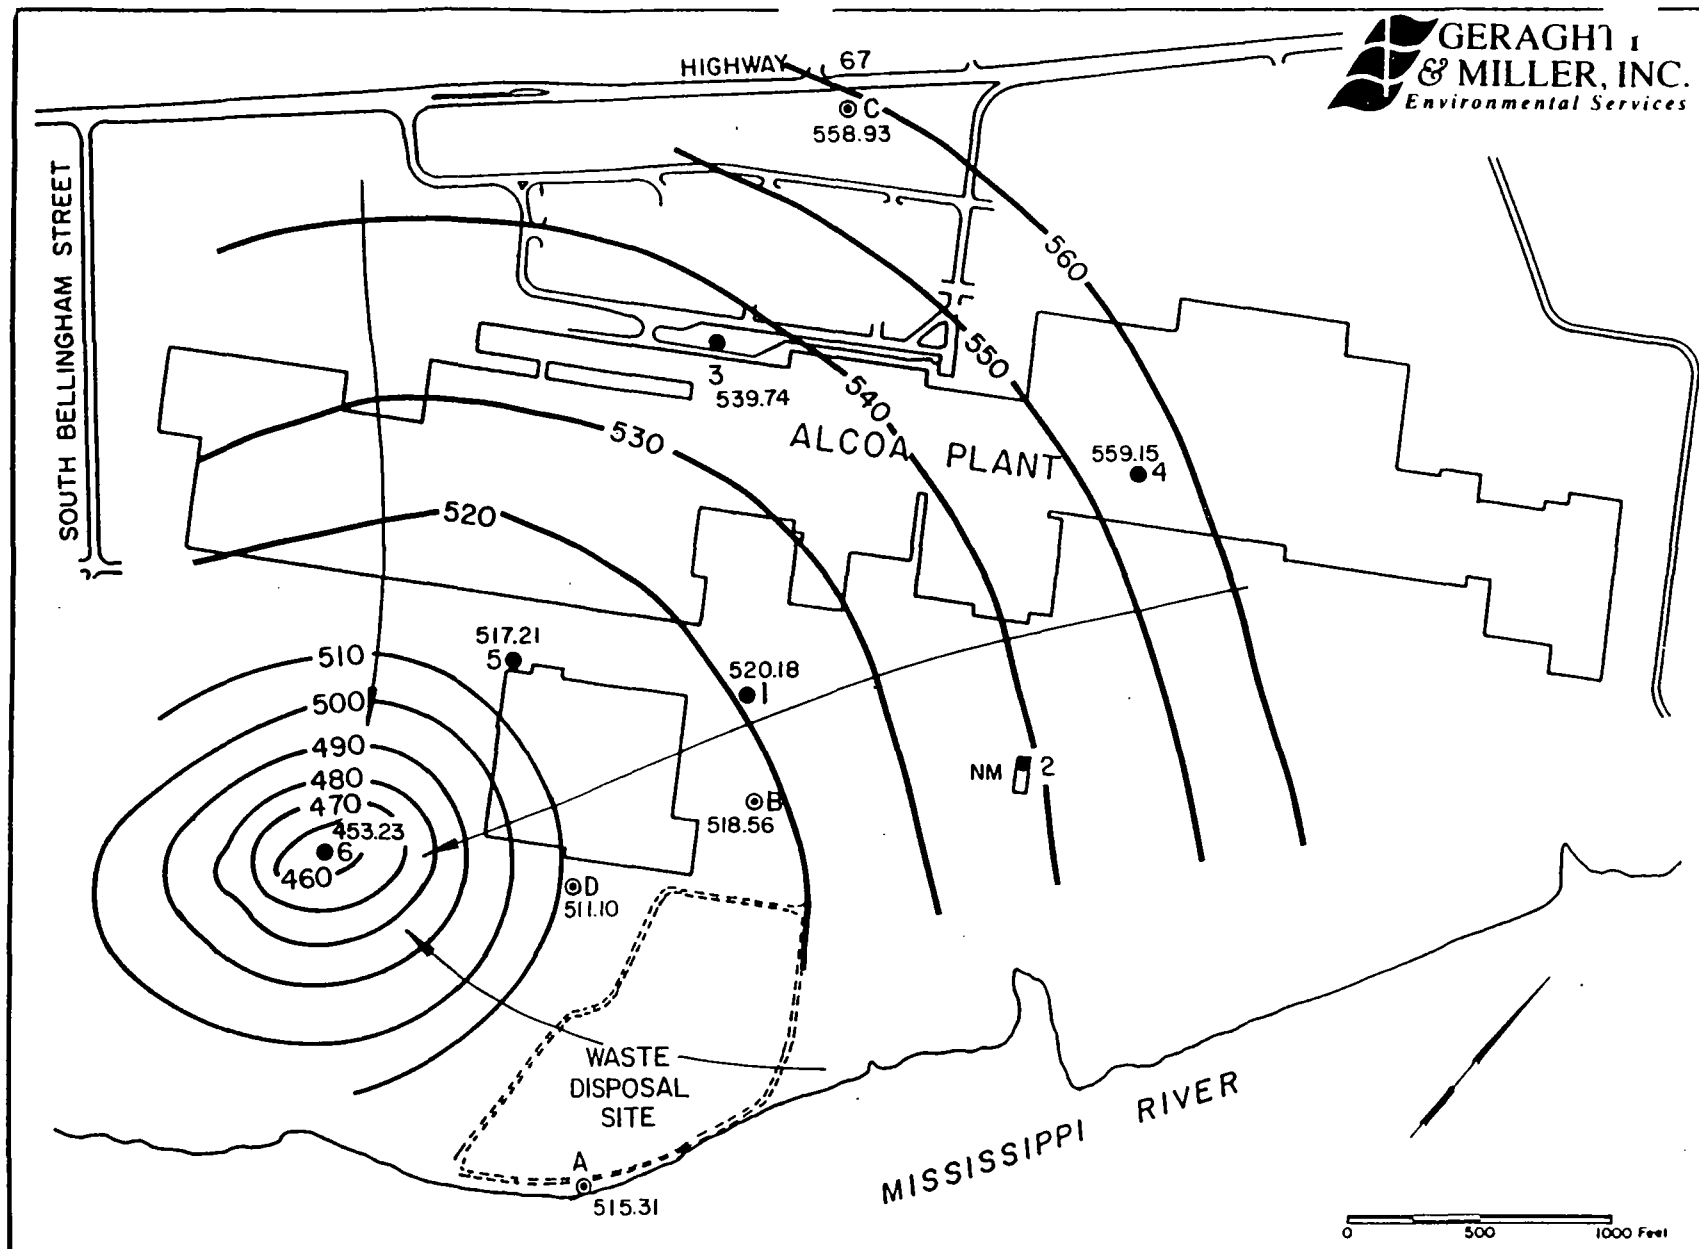 GERAGHT
& MILLER, INC.
Environmental Services
HIGHWAY 67
C
558.93
SOUTH BELLINGHAM STREET
560
550
3
539.74
540
530
ALCOA PLANT
559.15
4
520
517.21
5
510
520.18
1
500
490
NM 2
480
470
B
518.56
453.23
6
460
D
511.10
WASTE
DISPOSAL
SITE
MISSISSIPPI RIVER
A
515.31
0 500 1000 Feet